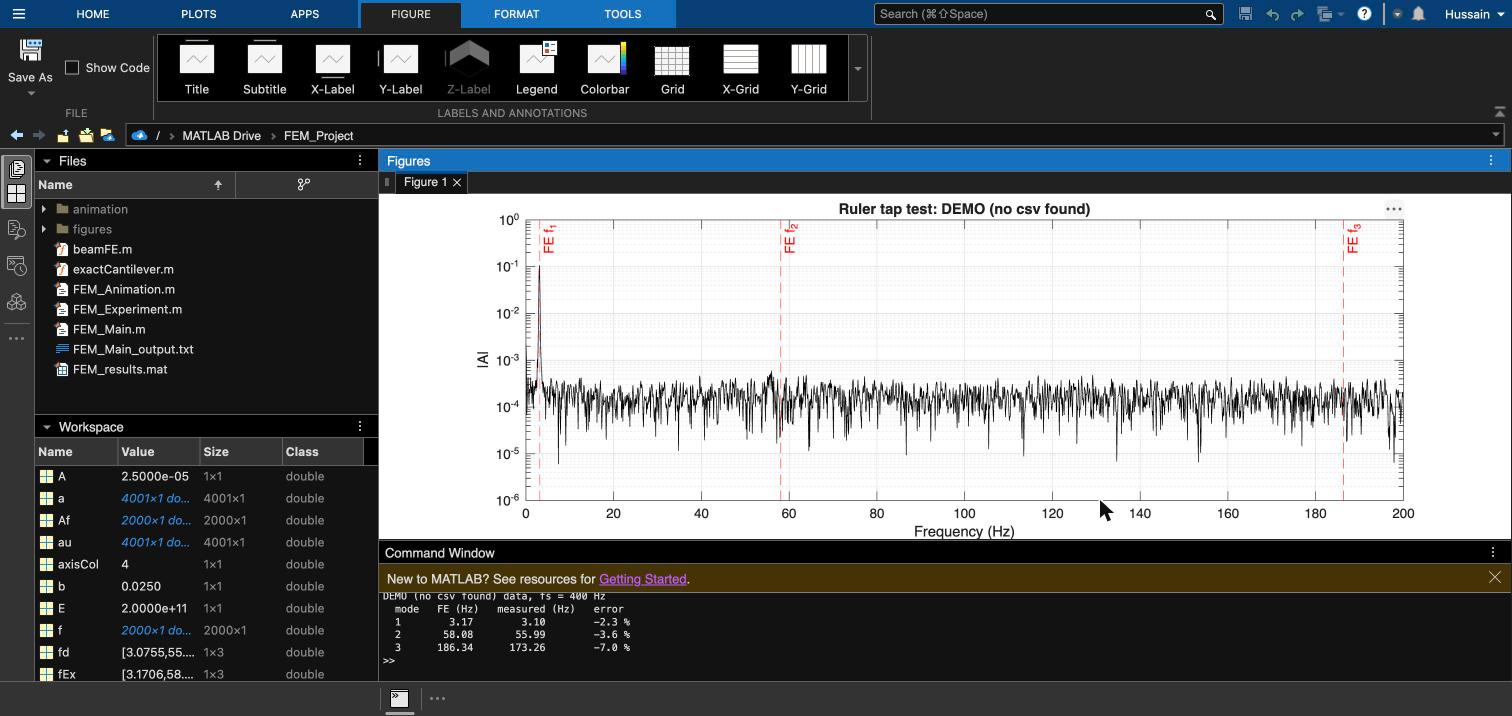 HOME PLOTS APPS FIGURE FORMAT TOOLS Search (⌘⇧Space) Hussain
Save As Show Code Title Subtitle X-Label Y-Label Z-Label Legend Colorbar Grid X-Grid Y-Grid
FILE LABELS AND ANNOTATIONS
/ > MATLAB Drive > FEM_Project
Files
Name
animation
figures
beamFE.m
exactCantilever.m
FEM_Animation.m
FEM_Experiment.m
FEM_Main.m
FEM_Main_output.txt
FEM_results.mat
Workspace
Name Value Size Class
A 2.5000e-05 1×1 double
a 4001×1 do... 4001×1 double
Af 2000×1 do... 2000×1 double
au 4001×1 do... 4001×1 double
axisCol 4 1×1 double
b 0.0250 1×1 double
E 2.0000e+11 1×1 double
f 2000×1 do... 2000×1 double
fd [3.0755,55.... 1×3 double
fEx [3.1706,58.... 1×3 double
Figures
Figure 1
Ruler tap test: DEMO (no csv found)
10⁰
10⁻¹
10⁻²
10⁻³
10⁻⁴
10⁻⁵
10⁻⁶
|A|
FE f₁
FE f₂
FE f₃
0 20 40 60 80 100 120 140 160 180 200
Frequency (Hz)
Command Window
New to MATLAB? See resources for Getting Started.
DEMO (no csv found) data, fs = 400 Hz
mode FE (Hz) measured (Hz) error
1 3.17 3.10 -2.3 %
2 58.08 55.99 -3.6 %
3 186.34 173.26 -7.0 %
>>